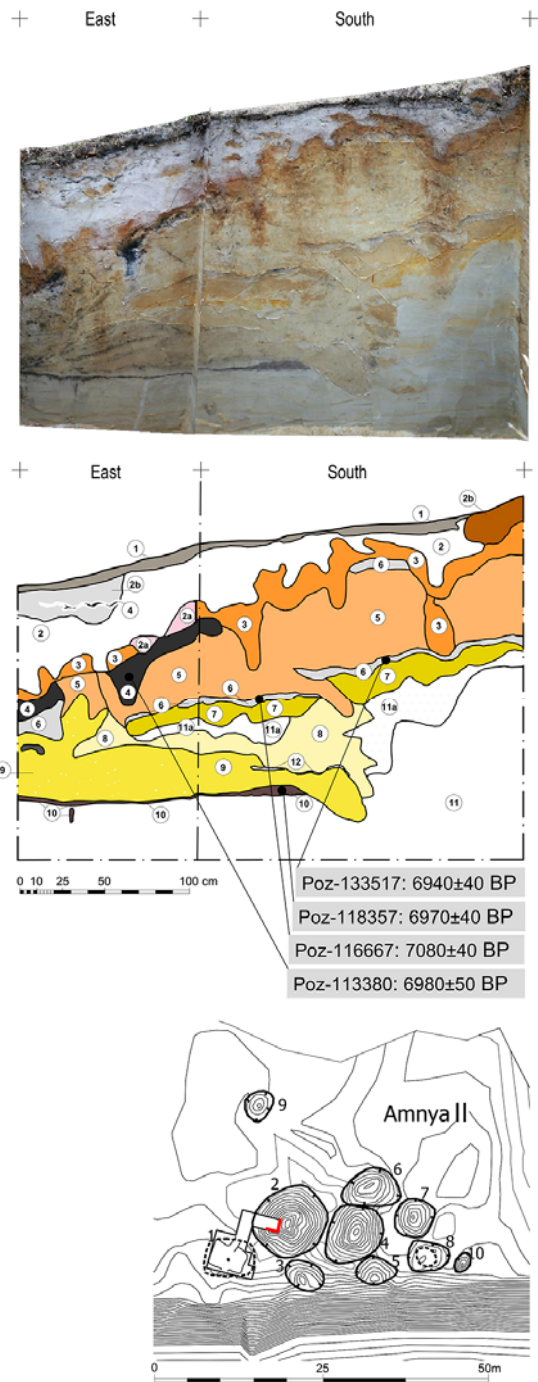 East South
East South
2b
1
2
1
6 3
2b
4
2
3 5
2a
3 2a 3
3
5 6 7
5 4 6
4
6 7 11a
6 11a 8
8
9 9 12
10
11
10 10
0 10 25 50 100 cm
Poz-133517: 6940±40 BP
Poz-118357: 6970±40 BP
Poz-116667: 7080±40 BP
Poz-113380: 6980±50 BP
Amnya II
9
6
2
7
1 4 8
3 5 10
0 25 50m